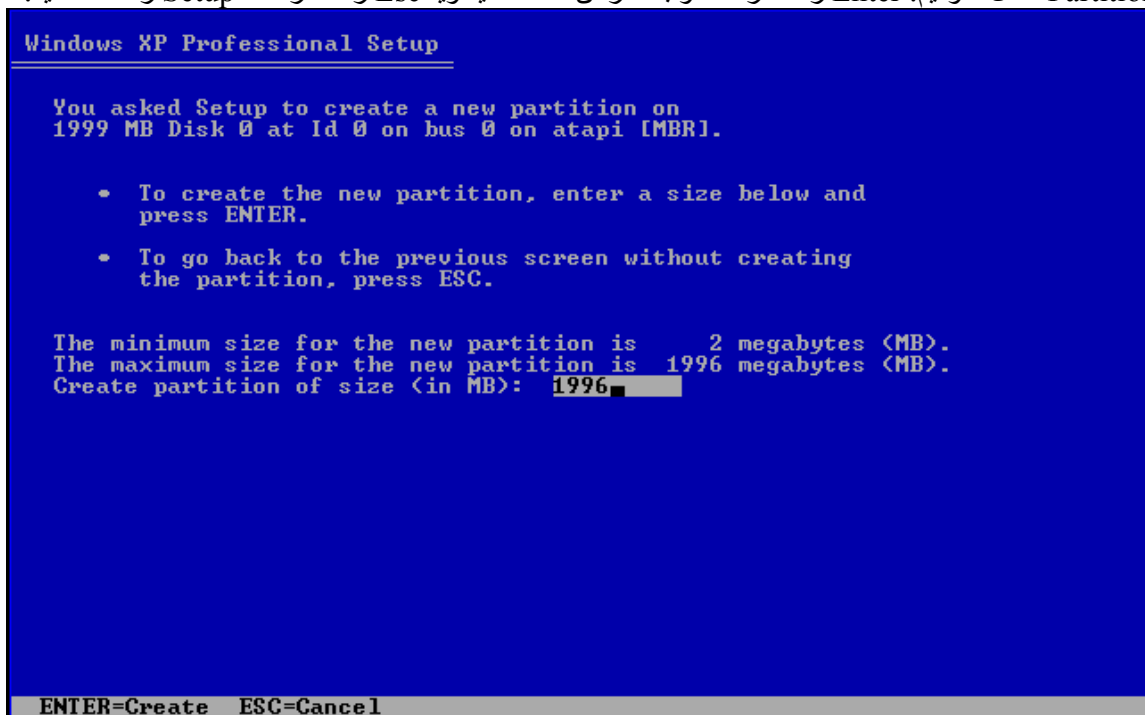 Windows XP Professional Setup
You asked Setup to create a new partition on
1999 MB Disk 0 at Id 0 on bus 0 on atapi [MBR].
• To create the new partition, enter a size below and
press ENTER.
• To go back to the previous screen without creating
the partition, press ESC.
The minimum size for the new partition is 2 megabytes (MB).
The maximum size for the new partition is 1996 megabytes (MB).
Create partition of size (in MB): 1996
ENTER=Create ESC=Cancel